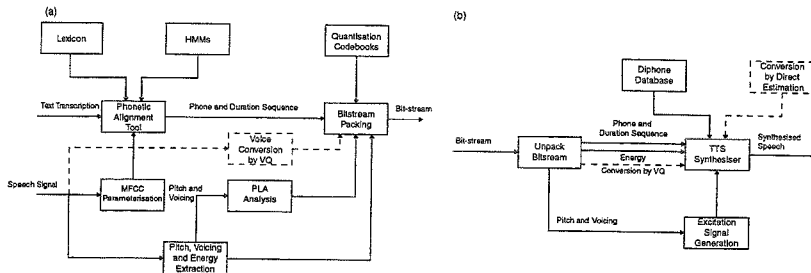 (a)
Lexicon
HMMs
Quantisation
Codebooks
Text Transcription
Phonetic
Alignment
Tool
Phone and Duration Sequence
Bitstream
Packing
Bit-stream
Voice
Conversion
by VQ
Speech Signal
MFCC
Parameterisation
Pitch and
Voicing
PLA
Analysis
Pitch, Voicing
and Energy
Extraction
(b)
Diphone
Database
Conversion
by Direct
Estimation
Bit-stream
Unpack
Bitstream
Phone and
Duration Sequence
Energy
Conversion by VQ
TTS
Synthesiser
Synthesised
Speech
Pitch and Voicing
Excitation
Signal
Generation